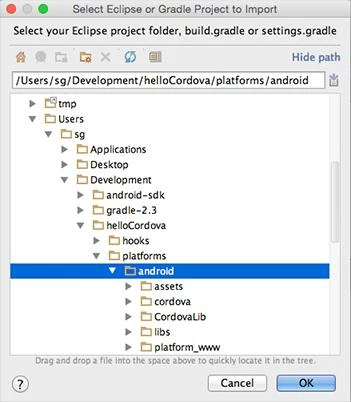 Select Eclipse or Gradle Project to Import
Select your Eclipse project folder, build.gradle or settings.gradle
Hide path
/Users/sg/Development/helloCordova/platforms/android
tmp
Users
sg
Applications
Desktop
Development
android-sdk
gradle-2.3
helloCordova
hooks
platforms
android
assets
cordova
CordovaLib
libs
platform_www
Drag and drop a file into the space above to quickly locate it in the tree.
?
Cancel
OK